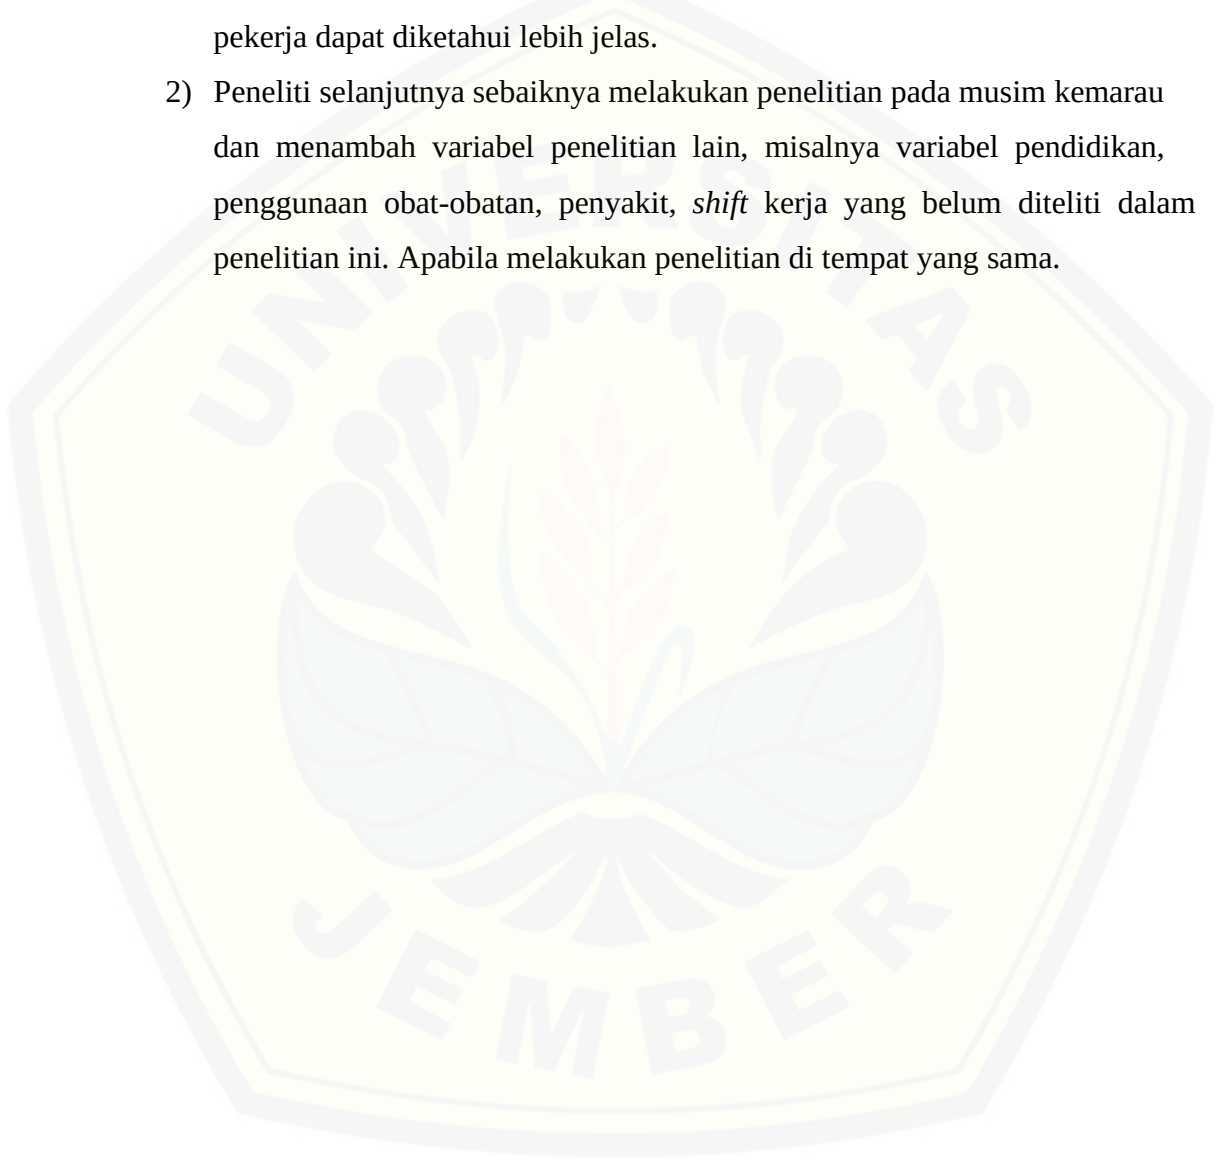 pekerja dapat diketahui lebih jelas.
2) Peneliti selanjutnya sebaiknya melakukan penelitian pada musim kemarau
dan menambah variabel penelitian lain, misalnya variabel pendidikan,
penggunaan obat-obatan, penyakit, shift kerja yang belum diteliti dalam
penelitian ini. Apabila melakukan penelitian di tempat yang sama.
UNIVERSITAS
JEMBER